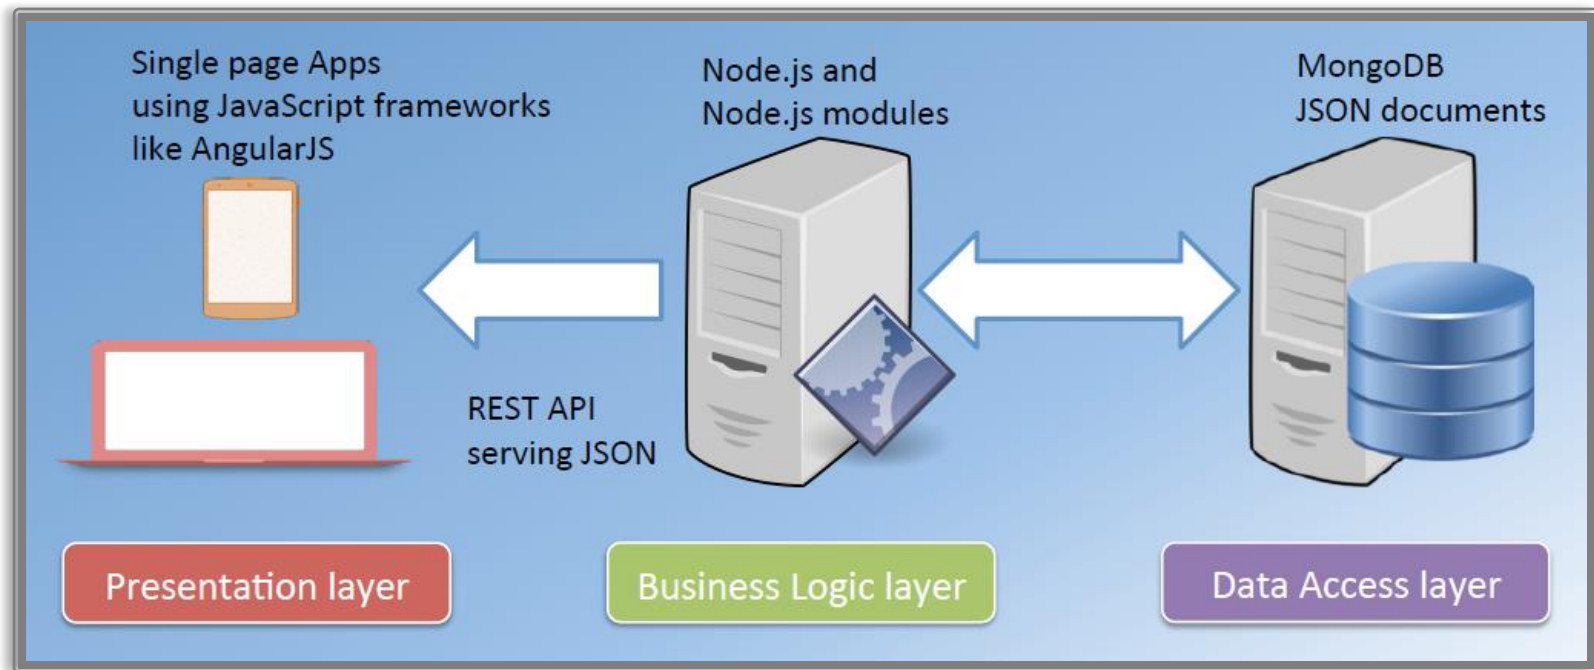 Single page Apps
using JavaScript frameworks
like AngularJS
Node.js and
Node.js modules
MongoDB
JSON documents
REST API
serving JSON
Presentation layer
Business Logic layer
Data Access layer